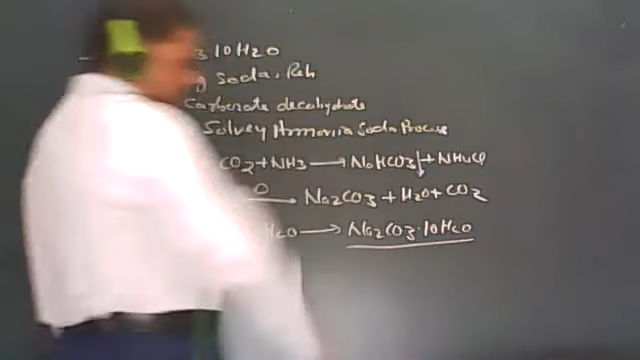 3.10H2O
g Soda, Reh
Carbonate decahydrate
Solvey Ammonia Soda Process
CO2 + NH3 → NaHCO3↓ + NH4Cl
Δ → Na2CO3 + H2O + CO2
H2O → Na2CO3·10H2O